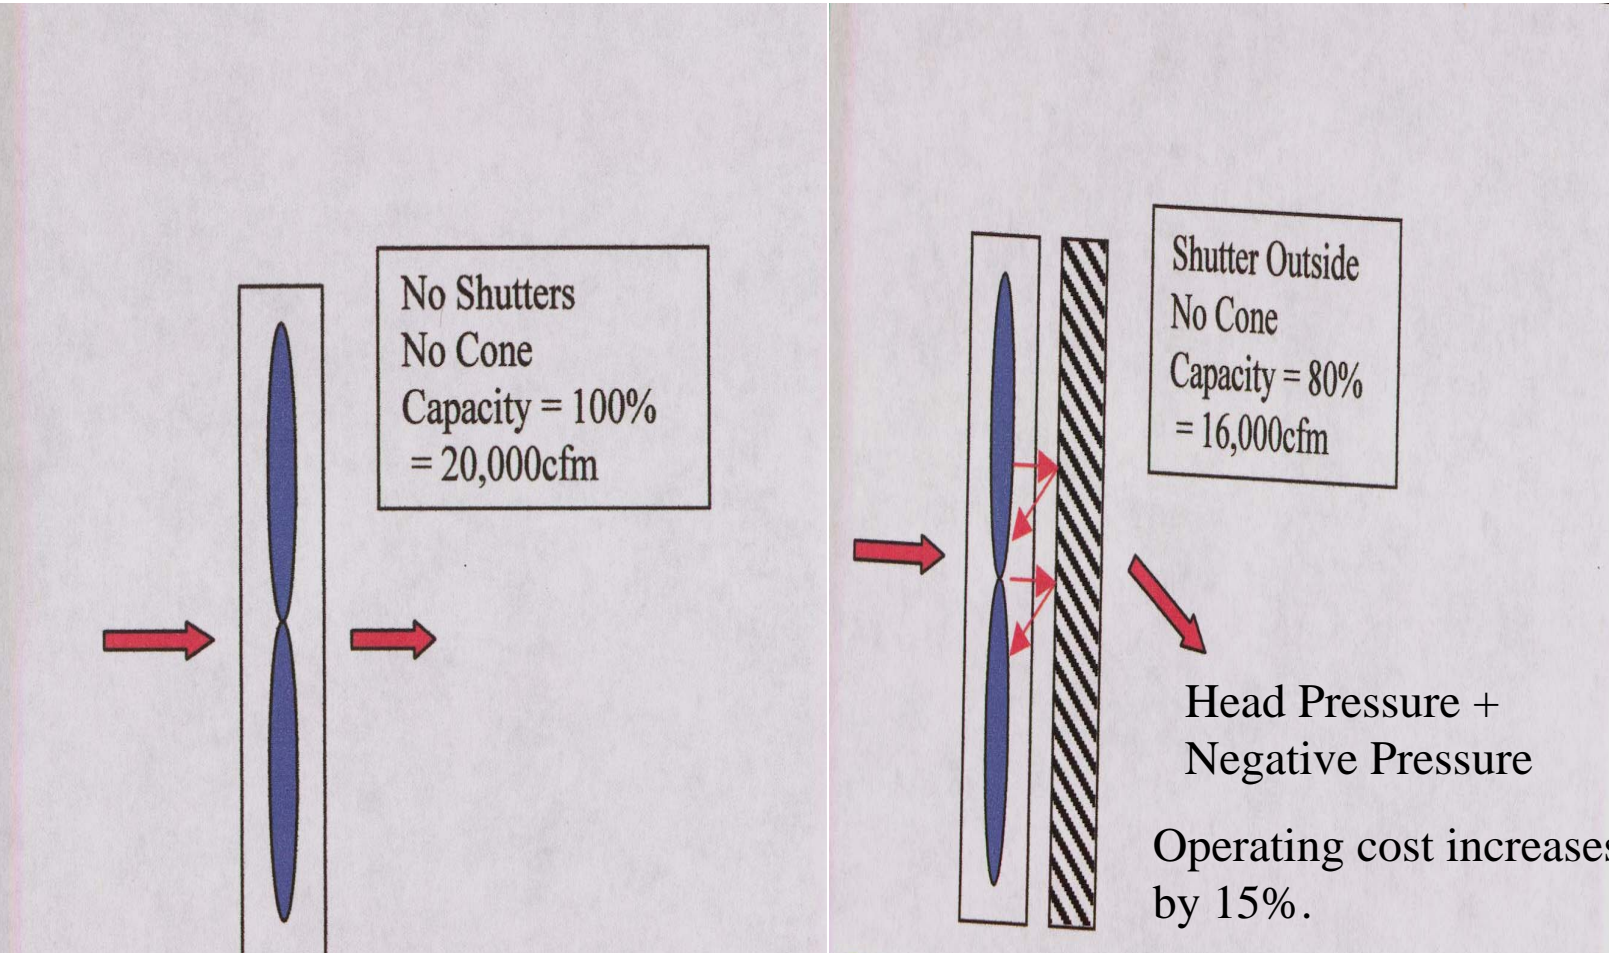 No Shutters
No Cone
Capacity = 100%
= 20,000cfm
Shutter Outside
No Cone
Capacity = 80%
= 16,000cfm
Head Pressure +
Negative Pressure
Operating cost increases
by 15%.